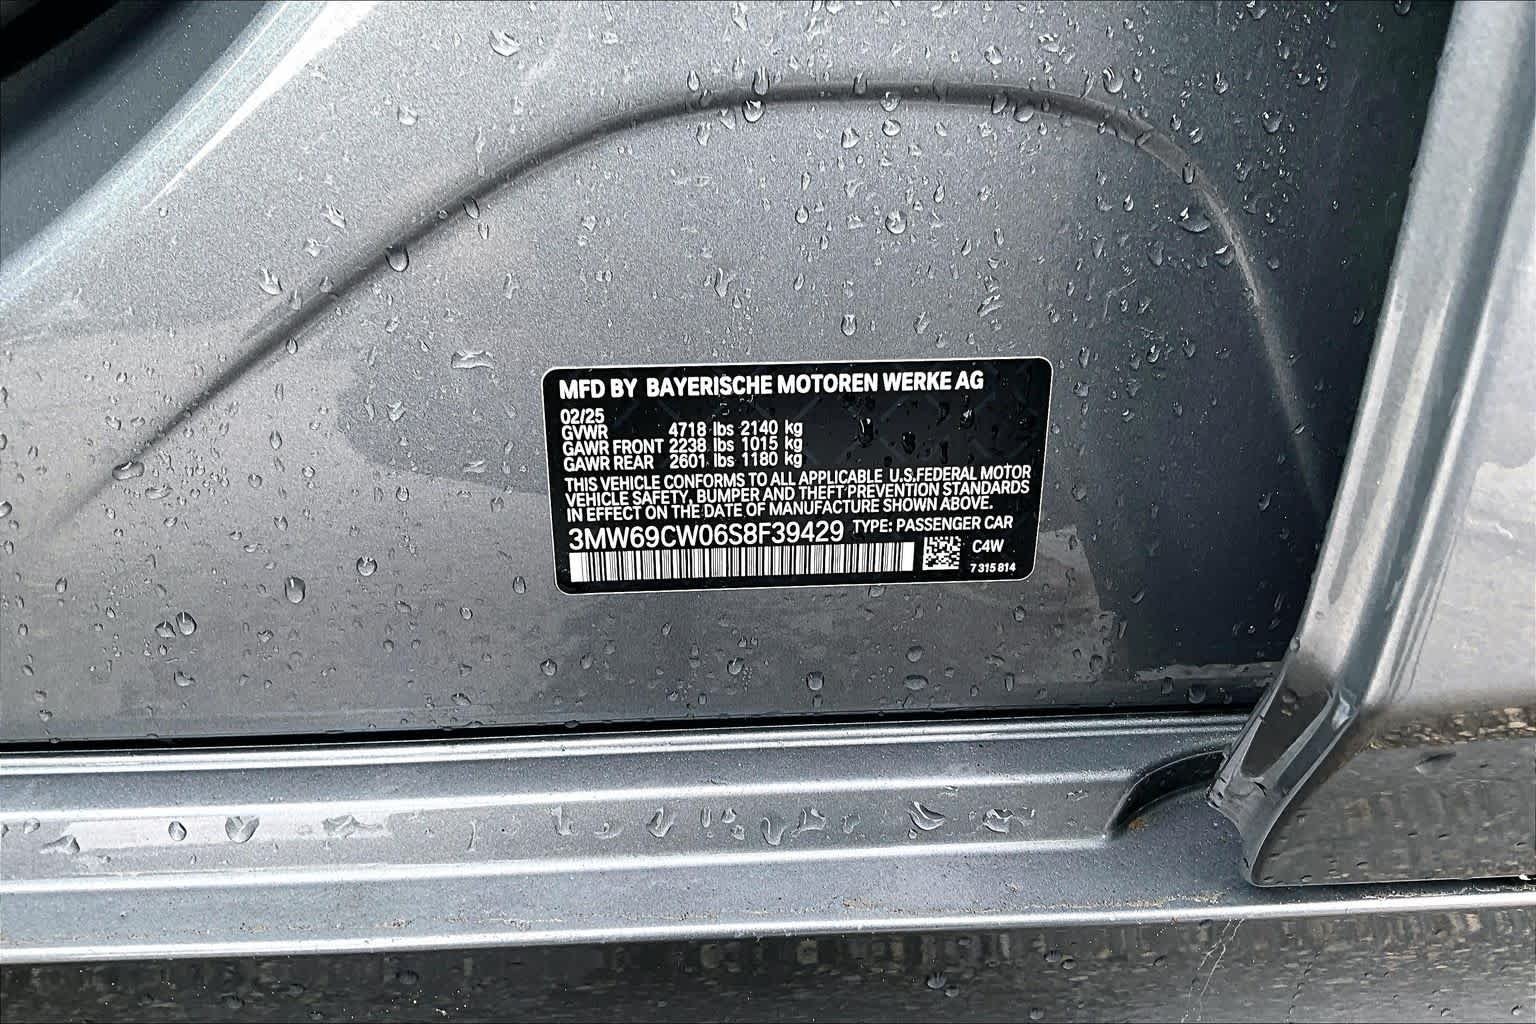 MFD BY BAYERISCHE MOTOREN WERKE AG
02/25
GVWR 4718 lbs 2140 kg
GAWR FRONT 2238 lbs 1015 kg
GAWR REAR 2601 lbs 1180 kg
THIS VEHICLE CONFORMS TO ALL APPLICABLE U.S.FEDERAL MOTOR
VEHICLE SAFETY, BUMPER AND THEFT PREVENTION STANDARDS
IN EFFECT ON THE DATE OF MANUFACTURE SHOWN ABOVE.
3MW69CW06S8F39429 TYPE: PASSENGER CAR
C4W
7 315 814